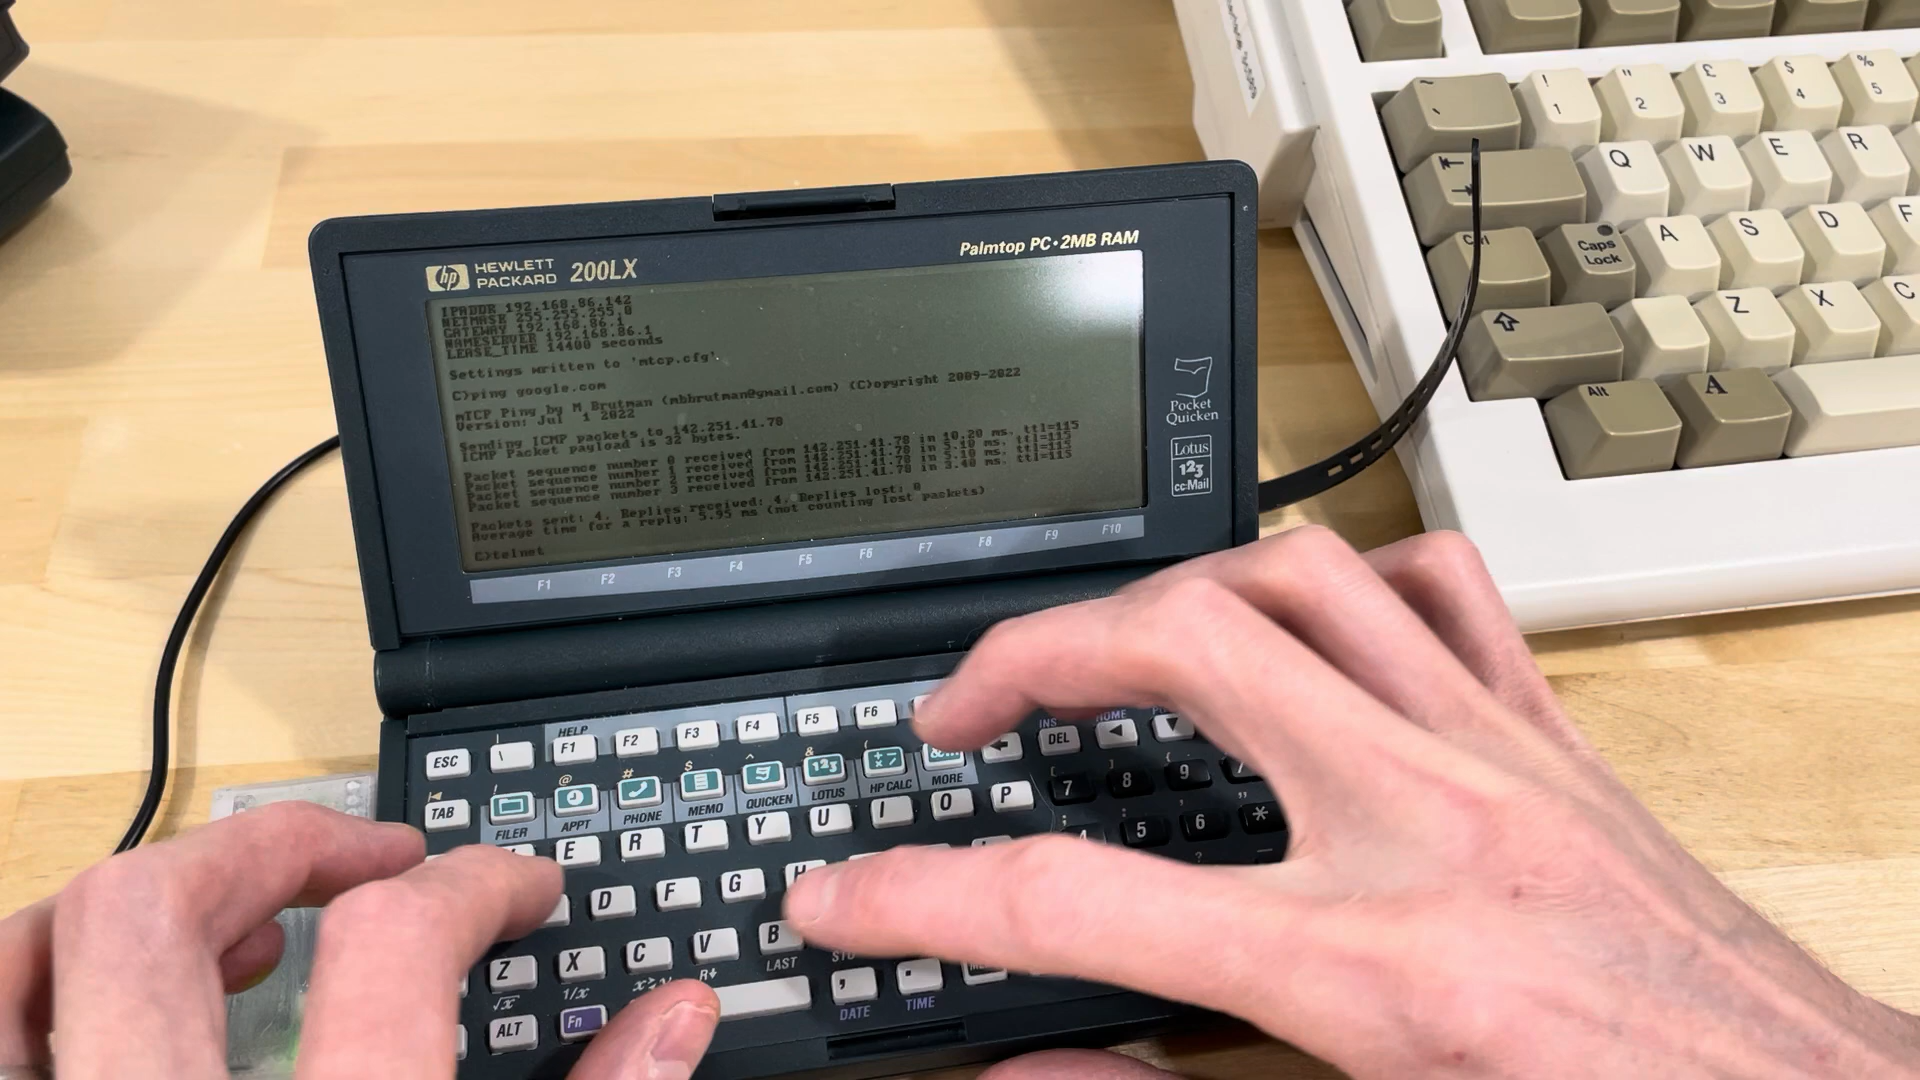 HEWLETT
PACKARD
200LX
Palmtop PC·2MB RAM
IPADDR 192.168.86.142
NETMASK 255.255.255.0
GATEWAY 192.168.86.1
NAMESERVER 192.168.86.1
LEASE_TIME 14400 seconds
Settings written to 'mtcp.cfg'.
C>ping google.com
mTCP Ping by M Brutman (mbbrutman@gmail.com) (C)opyright 2009-2022
Version: Jul 1 2022
Sending ICMP packets to 142.251.41.78
ICMP Packet payload is 32 bytes.
Packet sequence number 0 received from 142.251.41.78 in 10.20 ms, ttl=115
Packet sequence number 1 received from 142.251.41.78 in 5.10 ms, ttl=115
Packet sequence number 2 received from 142.251.41.78 in 5.10 ms, ttl=115
Packet sequence number 3 received from 142.251.41.78 in 3.40 ms, ttl=115
Packets sent: 4, Replies received: 4, Replies lost: 0
Average time for a reply: 5.95 ms (not counting lost packets)
C>telnet
Pocket
Quicken
Lotus
123
cc:Mail
F1 F2 F3 F4 F5 F6 F7 F8 F9 F10
HELP
ESC \ F1 F2 F3 F4 F5 F6
INS HOME
DEL
TAB
@ # $ ^ & (
123
FILER APPT PHONE MEMO QUICKEN LOTUS HP CALC MORE
7 8 9
E R T Y U I O P
5 6 *
D F G H
Z X C V B
LAST
√x 1/x R↓
ALT Fn , .
DATE TIME
~ ! " £ $ %
\ 1 2 3 4 5
Q W E R
Ctrl
Caps
Lock
A S D F
Z X C
Alt A